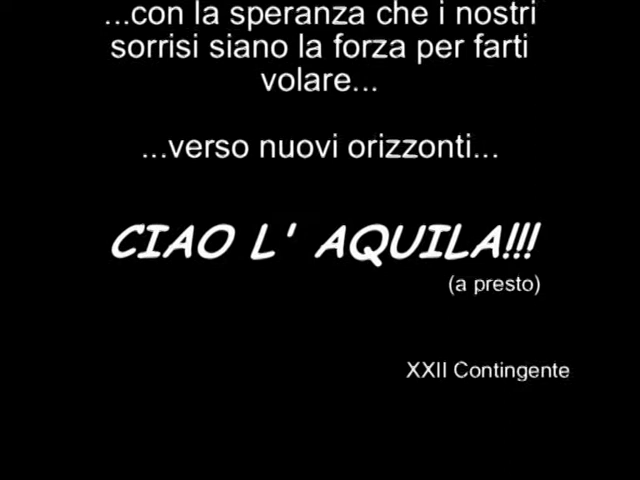 ...con la speranza che i nostri
sorrisi siano la forza per farti
volare...
...verso nuovi orizzonti...
CIAO L' AQUILA!!!
(a presto)
XXII Contingente